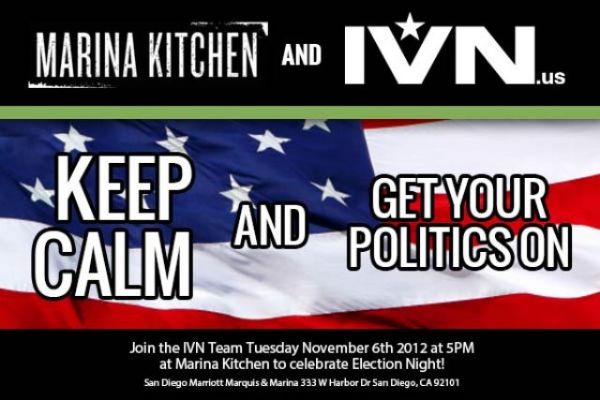 MARINA KITCHEN AND IVN.us
KEEP CALM AND GET YOUR POLITICS ON
Join the IVN Team Tuesday November 6th 2012 at 5PM
at Marina Kitchen to celebrate Election Night!
San Diego Marriott Marquis & Marina 333 W Harbor Dr San Diego, CA 92101